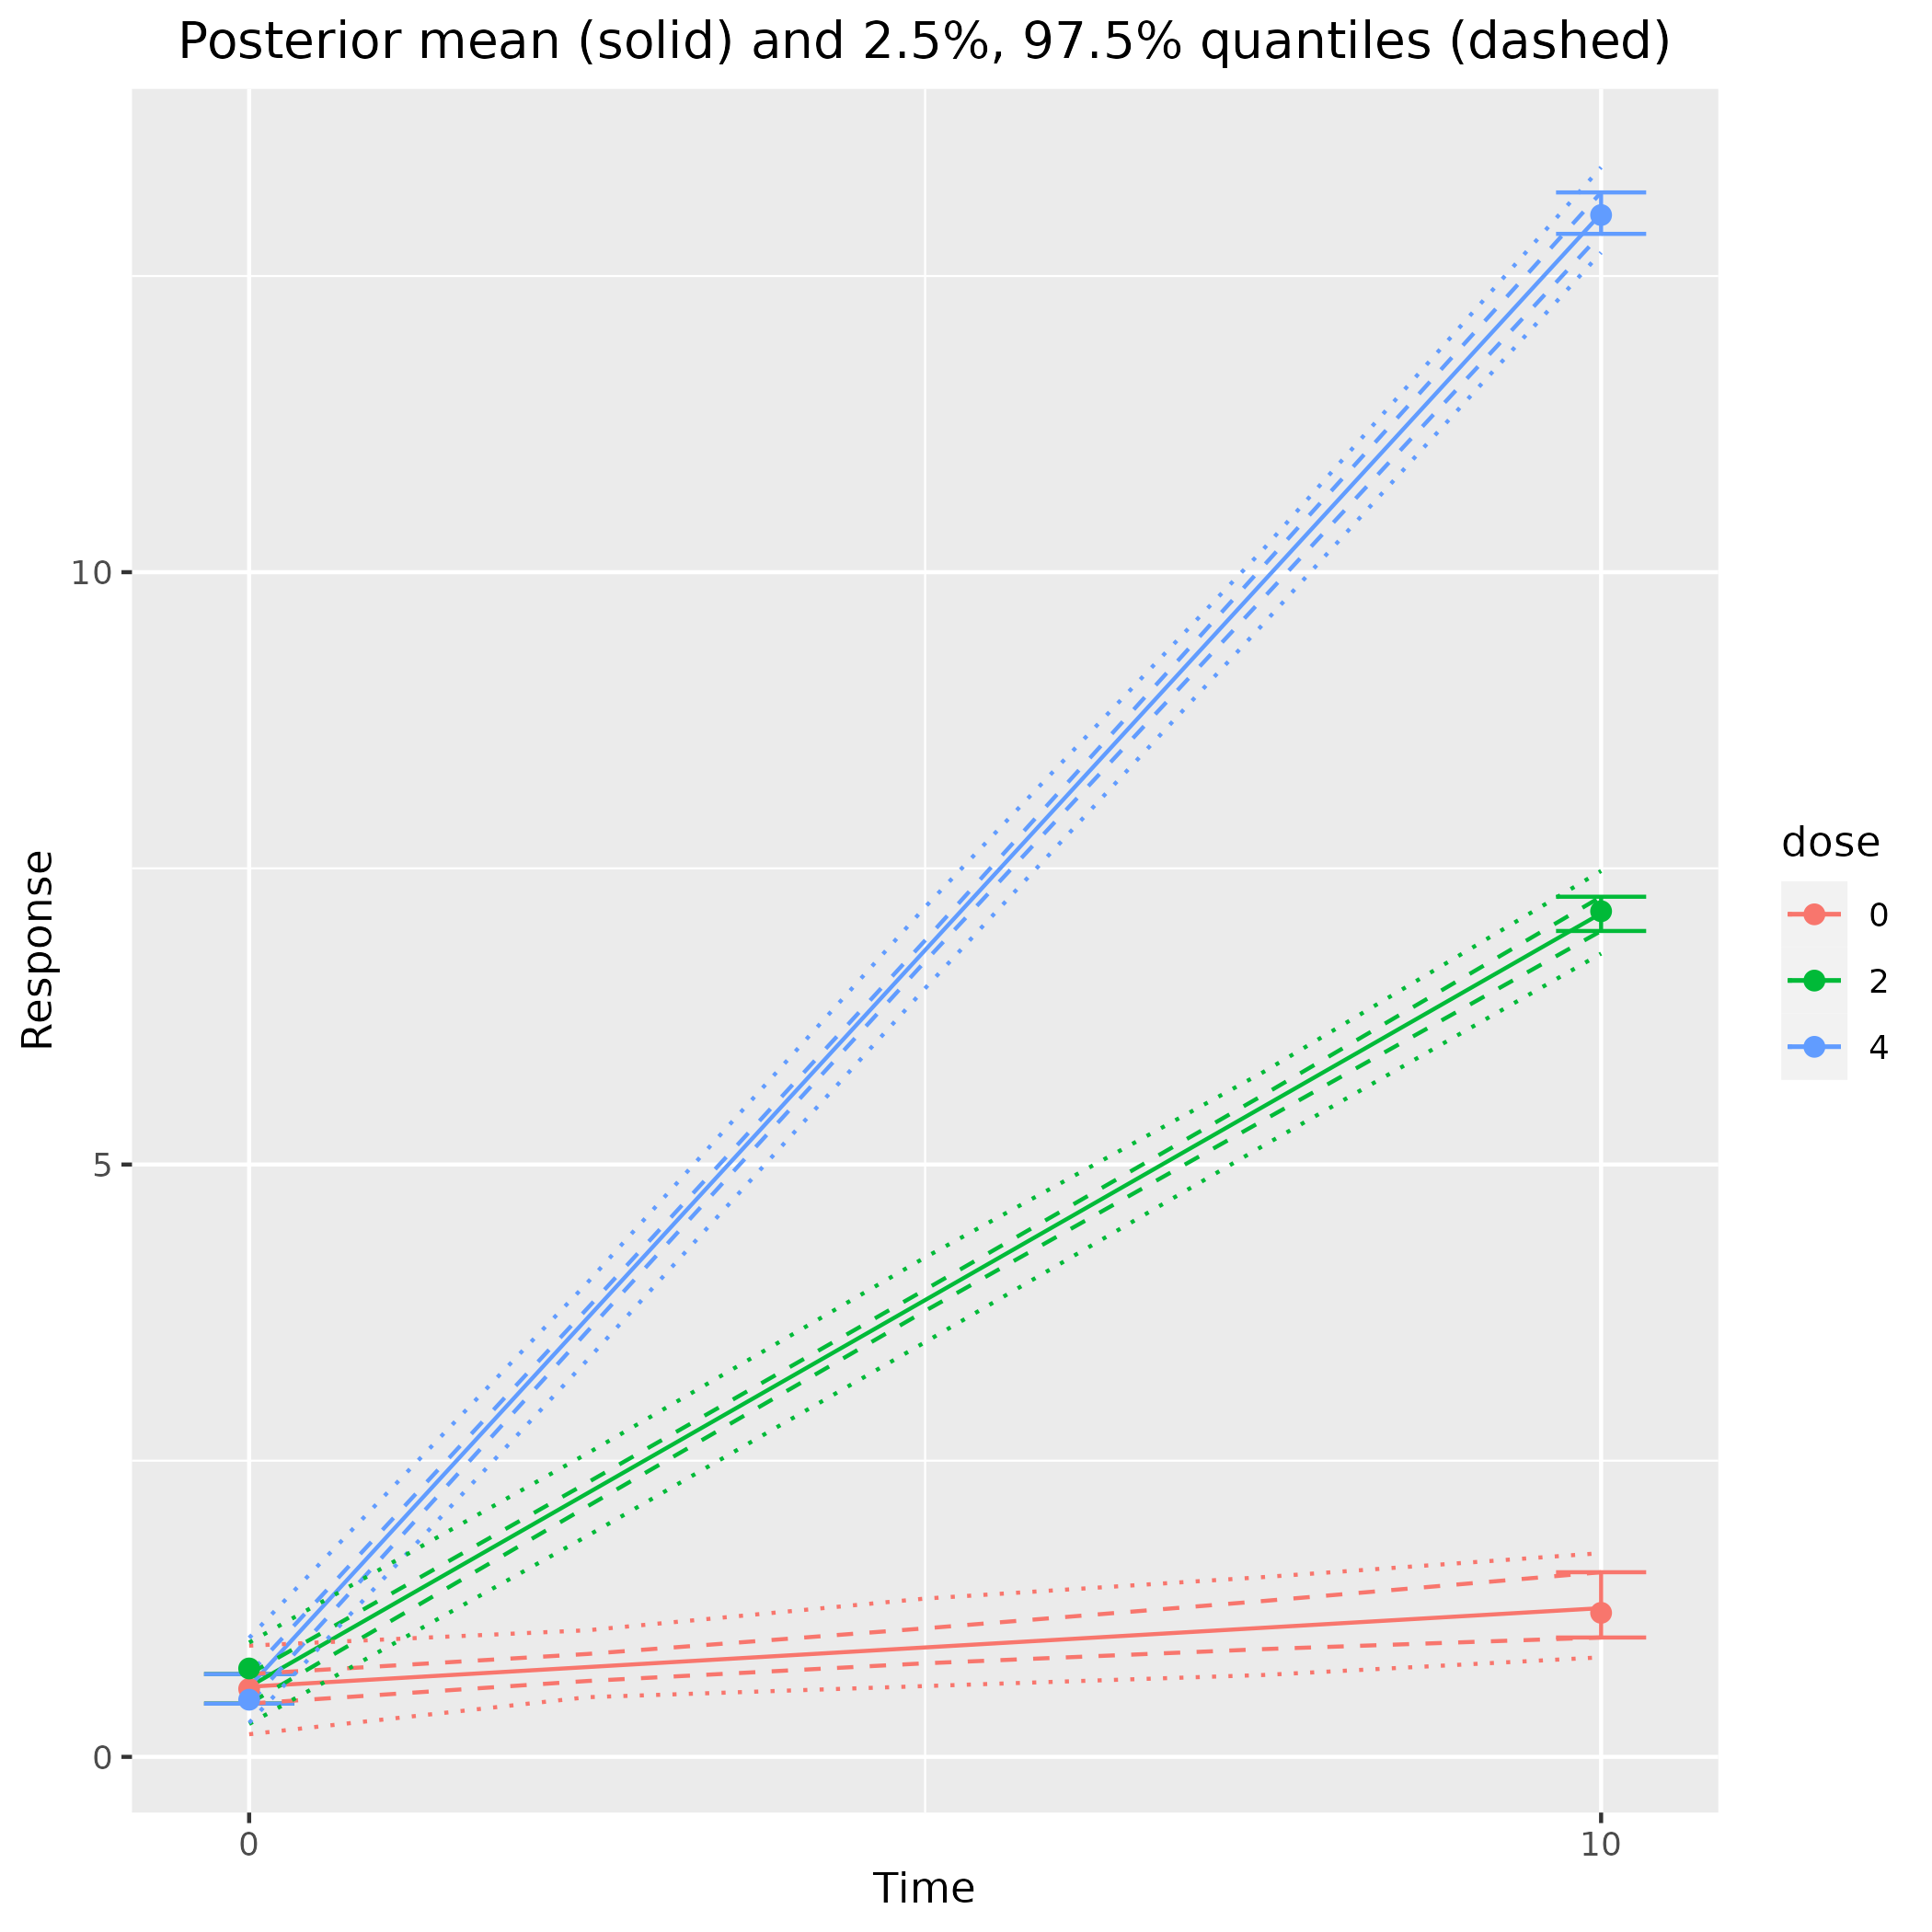 Posterior mean (solid) and 2.5%, 97.5% quantiles (dashed)
Response
10
5
0
0
10
Time
dose
0
2
4